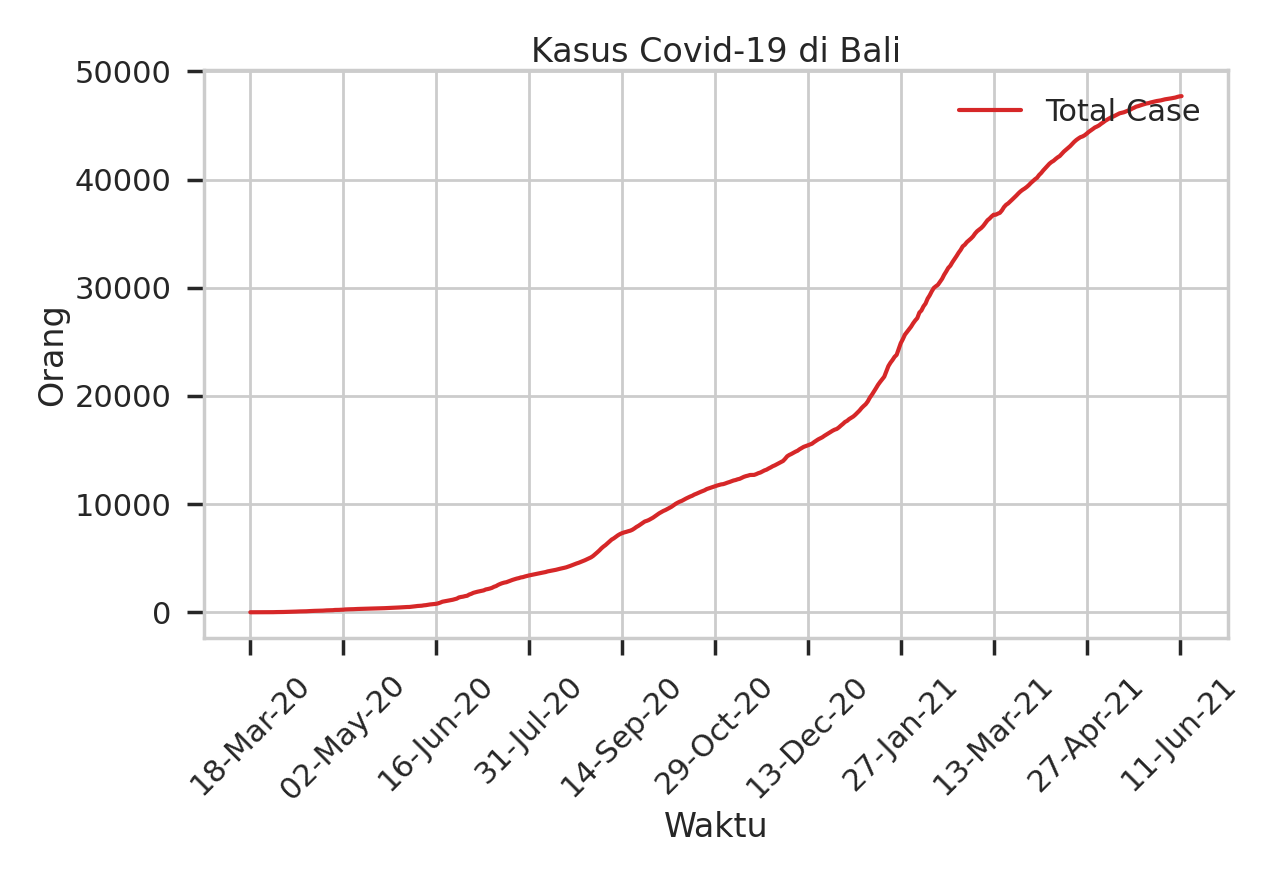 Kasus Covid-19 di Bali
Total Case
Orang
50000
40000
30000
20000
10000
0
18-Mar-20
02-May-20
16-Jun-20
31-Jul-20
14-Sep-20
29-Oct-20
13-Dec-20
27-Jan-21
13-Mar-21
27-Apr-21
11-Jun-21
Waktu